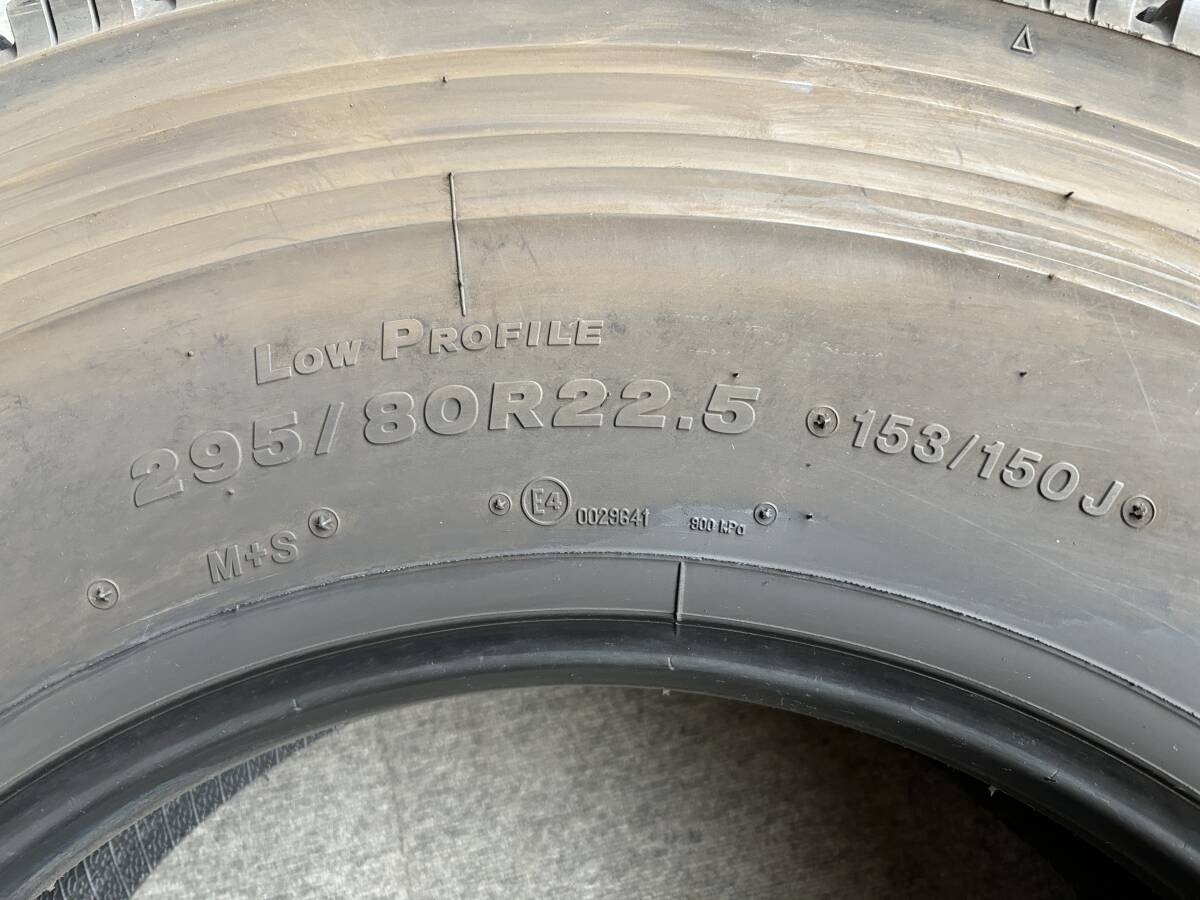 LOW PROFILE
295/80R22.5 153/150J
M+S E4 0029641 900 kPa